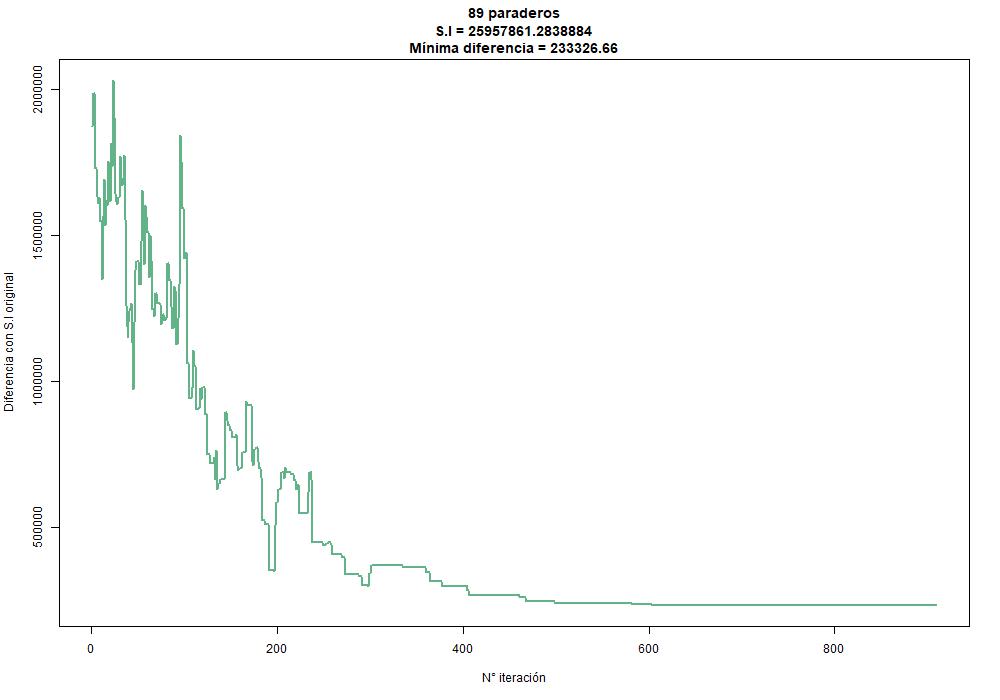 89 paraderos
S.I = 25957861.2838884
Mínima diferencia = 233326.66
Diferencia con S.I original
2000000
1500000
1000000
500000
0
200
400
600
800
N° iteración